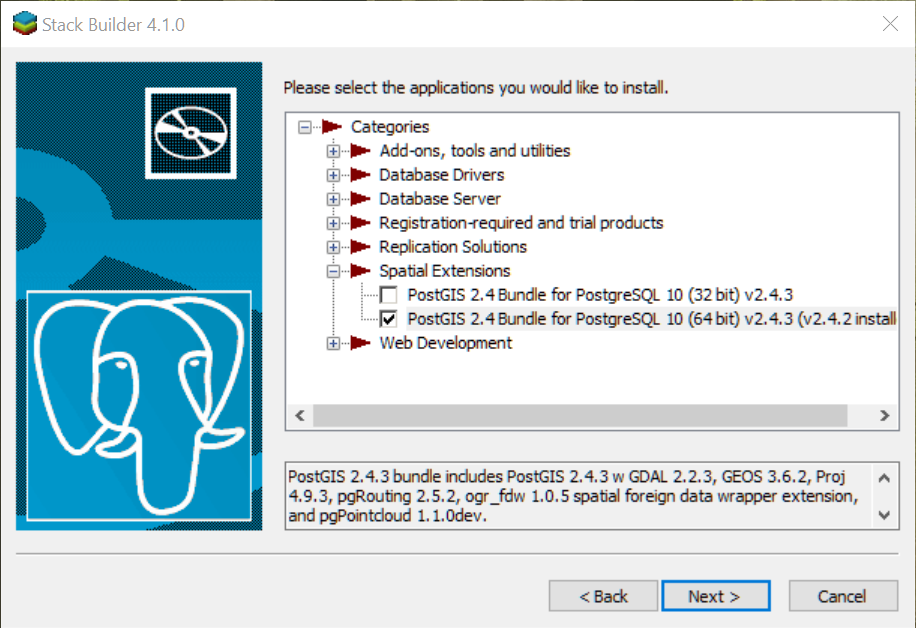 Stack Builder 4.1.0
Please select the applications you would like to install.
Categories
Add-ons, tools and utilities
Database Drivers
Database Server
Registration-required and trial products
Replication Solutions
Spatial Extensions
PostGIS 2.4 Bundle for PostgreSQL 10 (32 bit) v2.4.3
PostGIS 2.4 Bundle for PostgreSQL 10 (64 bit) v2.4.3 (v2.4.2 install
Web Development
PostGIS 2.4.3 bundle includes PostGIS 2.4.3 w GDAL 2.2.3, GEOS 3.6.2, Proj
4.9.3, pgRouting 2.5.2, ogr_fdw 1.0.5 spatial foreign data wrapper extension,
and pgPointcloud 1.1.0dev.
< Back
Next >
Cancel